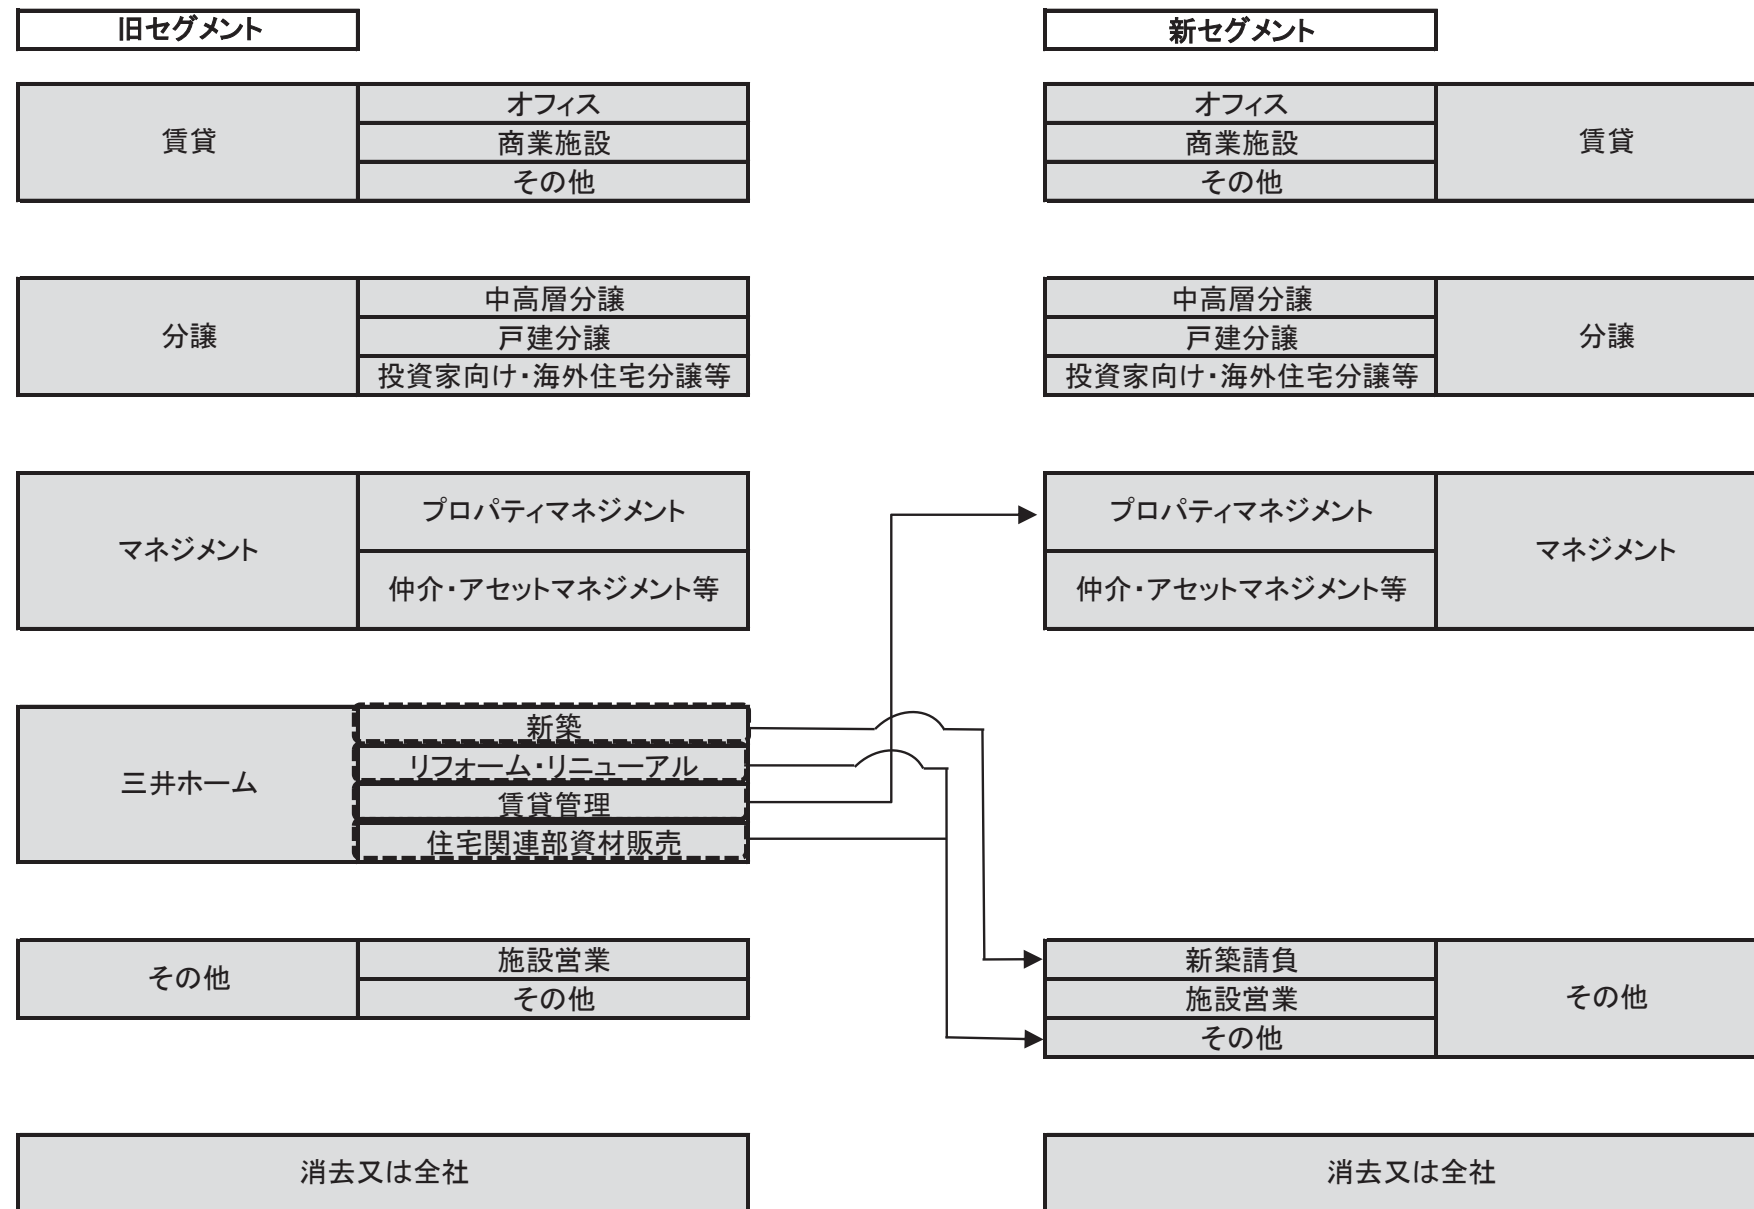 旧セグメント
新セグメント
賃貸
オフィス
商業施設
その他
オフィス
商業施設
その他
賃貸
分譲
中高層分譲
戸建分譲
投資家向け・海外住宅分譲等
中高層分譲
戸建分譲
投資家向け・海外住宅分譲等
分譲
マネジメント
プロパティマネジメント
仲介・アセットマネジメント等
プロパティマネジメント
仲介・アセットマネジメント等
マネジメント
三井ホーム
新築
リフォーム・リニューアル
賃貸管理
住宅関連部資材販売
その他
施設営業
その他
新築請負
施設営業
その他
その他
消去又は全社
消去又は全社